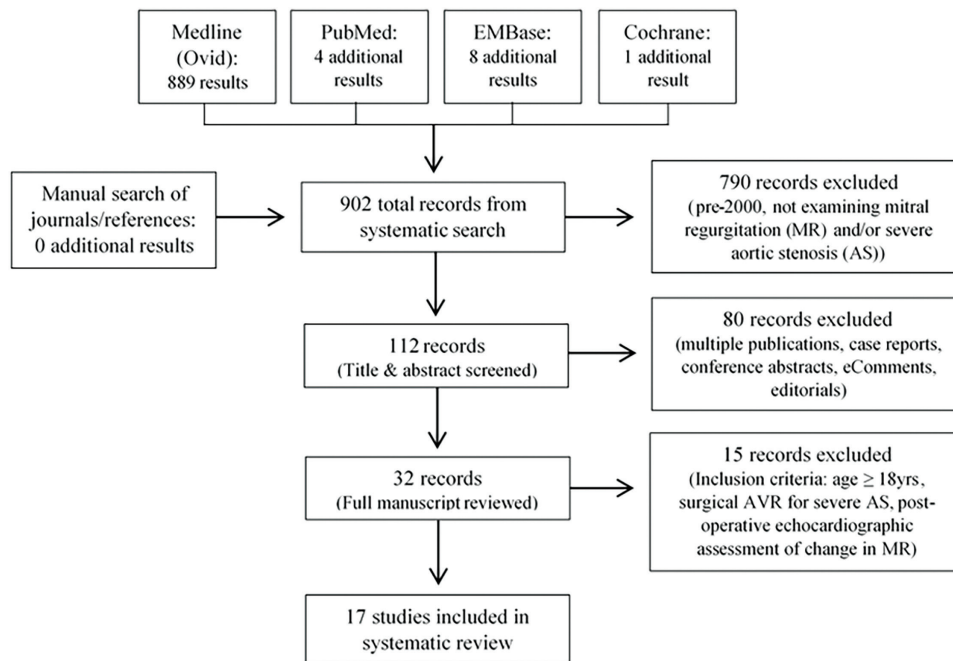 Medline
(Ovid):
889 results
PubMed:
4 additional
results
EMBase:
8 additional
results
Cochrane:
1 additional
result
Manual search of
journals/references:
0 additional results
902 total records from
systematic search
790 records excluded
(pre-2000, not examining mitral
regurgitation (MR) and/or severe
aortic stenosis (AS))
112 records
(Title & abstract screened)
80 records excluded
(multiple publications, case reports,
conference abstracts, eComments,
editorials)
32 records
(Full manuscript reviewed)
15 records excluded
(Inclusion criteria: age ≥ 18yrs,
surgical AVR for severe AS, post-
operative echocardiographic
assessment of change in MR)
17 studies included in
systematic review